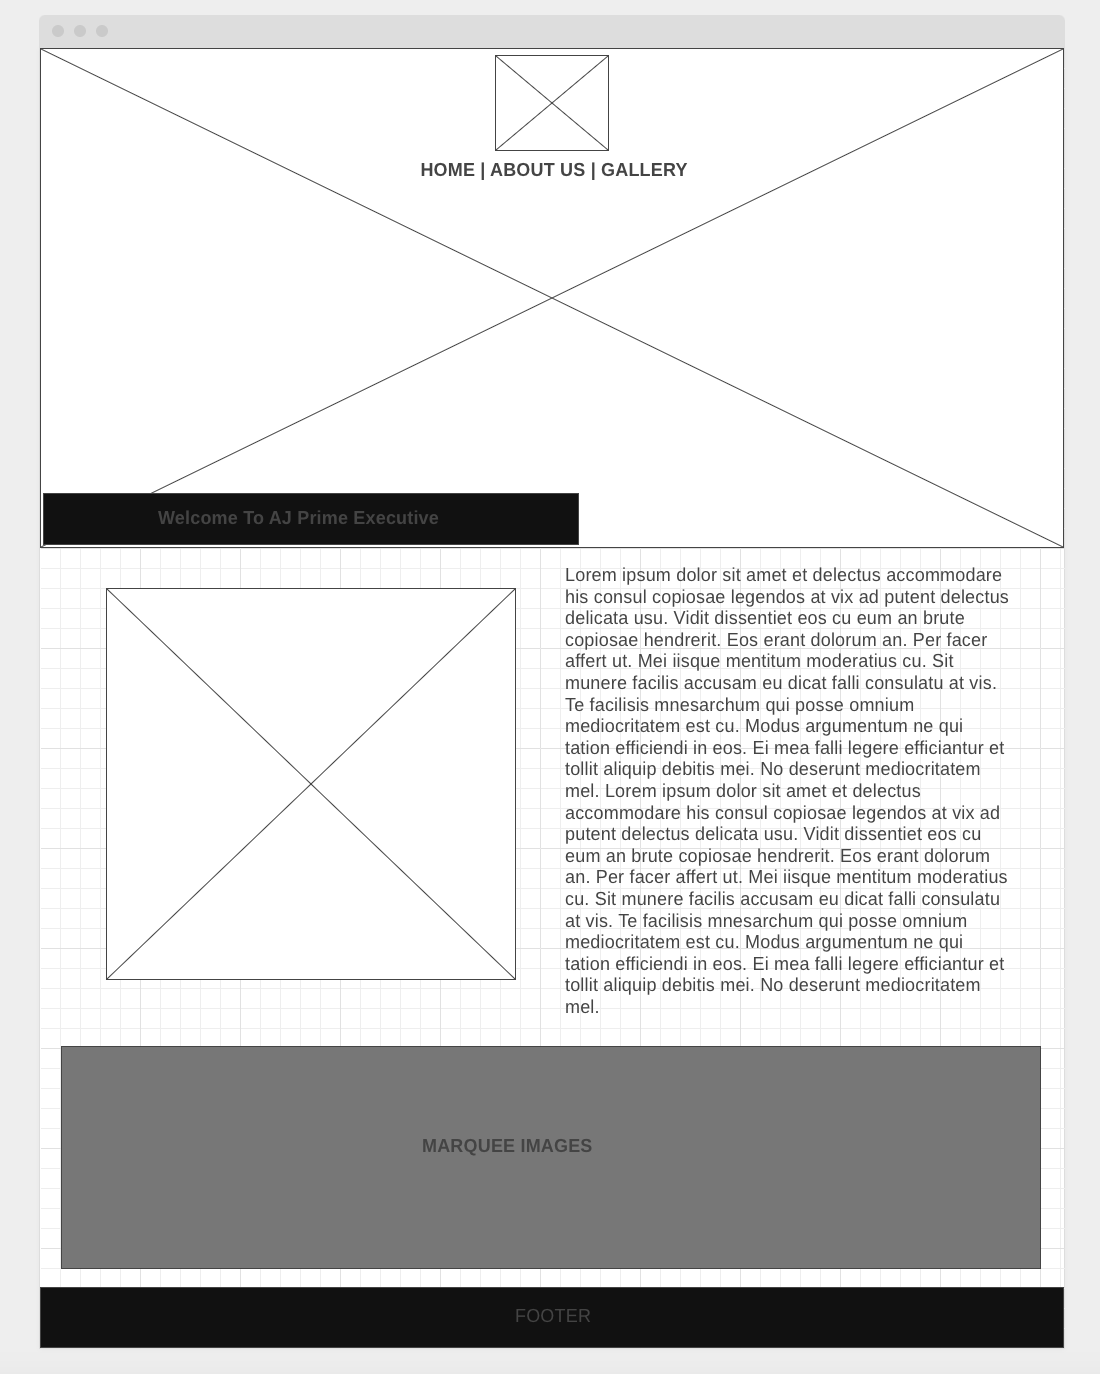 HOME | ABOUT US | GALLERY
Welcome To AJ Prime Executive
Lorem ipsum dolor sit amet et delectus accommodare
his consul copiosae legendos at vix ad putent delectus
delicata usu. Vidit dissentiet eos cu eum an brute
copiosae hendrerit. Eos erant dolorum an. Per facer
affert ut. Mei iisque mentitum moderatius cu. Sit
munere facilis accusam eu dicat falli consulatu at vis.
Te facilisis mnesarchum qui posse omnium
mediocritatem est cu. Modus argumentum ne qui
tation efficiendi in eos. Ei mea falli legere efficiantur et
tollit aliquip debitis mei. No deserunt mediocritatem
mel. Lorem ipsum dolor sit amet et delectus
accommodare his consul copiosae legendos at vix ad
putent delectus delicata usu. Vidit dissentiet eos cu
eum an brute copiosae hendrerit. Eos erant dolorum
an. Per facer affert ut. Mei iisque mentitum moderatius
cu. Sit munere facilis accusam eu dicat falli consulatu
at vis. Te facilisis mnesarchum qui posse omnium
mediocritatem est cu. Modus argumentum ne qui
tation efficiendi in eos. Ei mea falli legere efficiantur et
tollit aliquip debitis mei. No deserunt mediocritatem
mel.
MARQUEE IMAGES
FOOTER